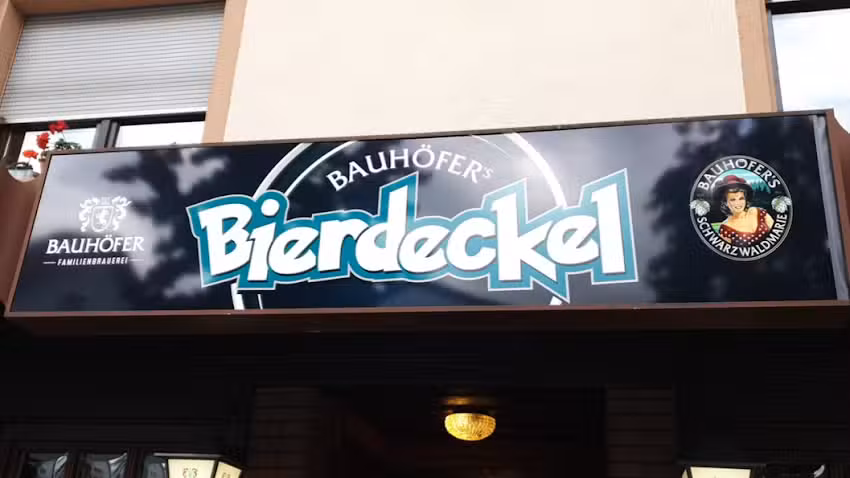 BAUHÖFER's
Bierdeckel
BAUHÖFER
FAMILIENBRAUEREI
BAUHÖFER'S
SCHWARZWALDMARIE